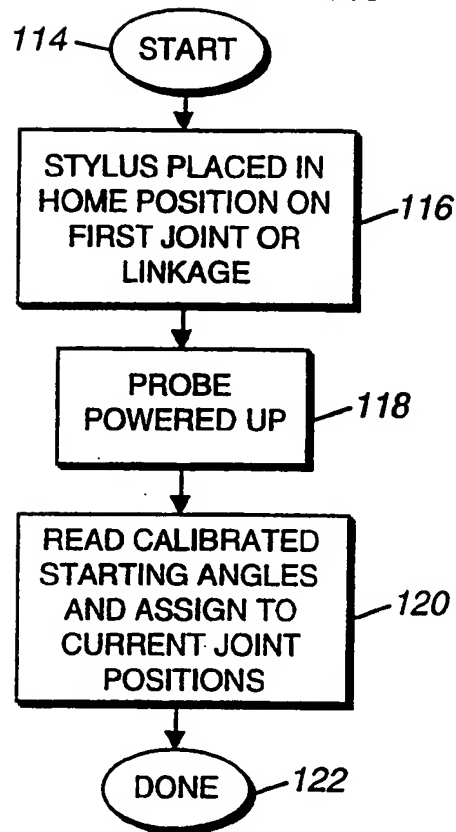 114
START
STYLUS PLACED IN
HOME POSITION ON
FIRST JOINT OR
LINKAGE
116
PROBE
POWERED UP
118
READ CALIBRATED
STARTING ANGLES
AND ASSIGN TO
CURRENT JOINT
POSITIONS
120
DONE
122